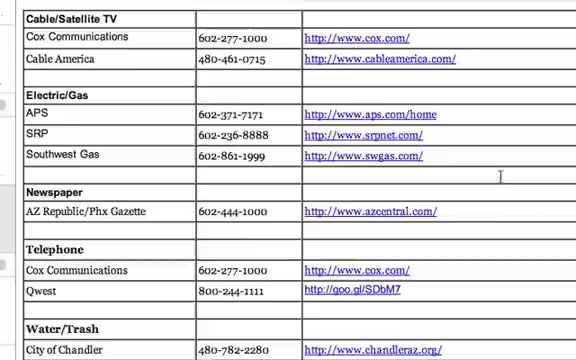 Cable/Satellite TV
Cox Communications 602-277-1000 http://www.cox.com/
Cable America 480-461-0715 http://www.cableamerica.com/
Electric/Gas
APS 602-371-7171 http://www.aps.com/home
SRP 602-236-8888 http://www.srpnet.com/
Southwest Gas 602-861-1999 http://www.swgas.com/
Newspaper
AZ Republic/Phx Gazette 602-444-1000 http://www.azcentral.com/
Telephone
Cox Communications 602-277-1000 http://www.cox.com/
Qwest 800-244-1111 http://goo.gl/SDbM7
Water/Trash
City of Chandler 480-782-2280 http://www.chandleraz.org/